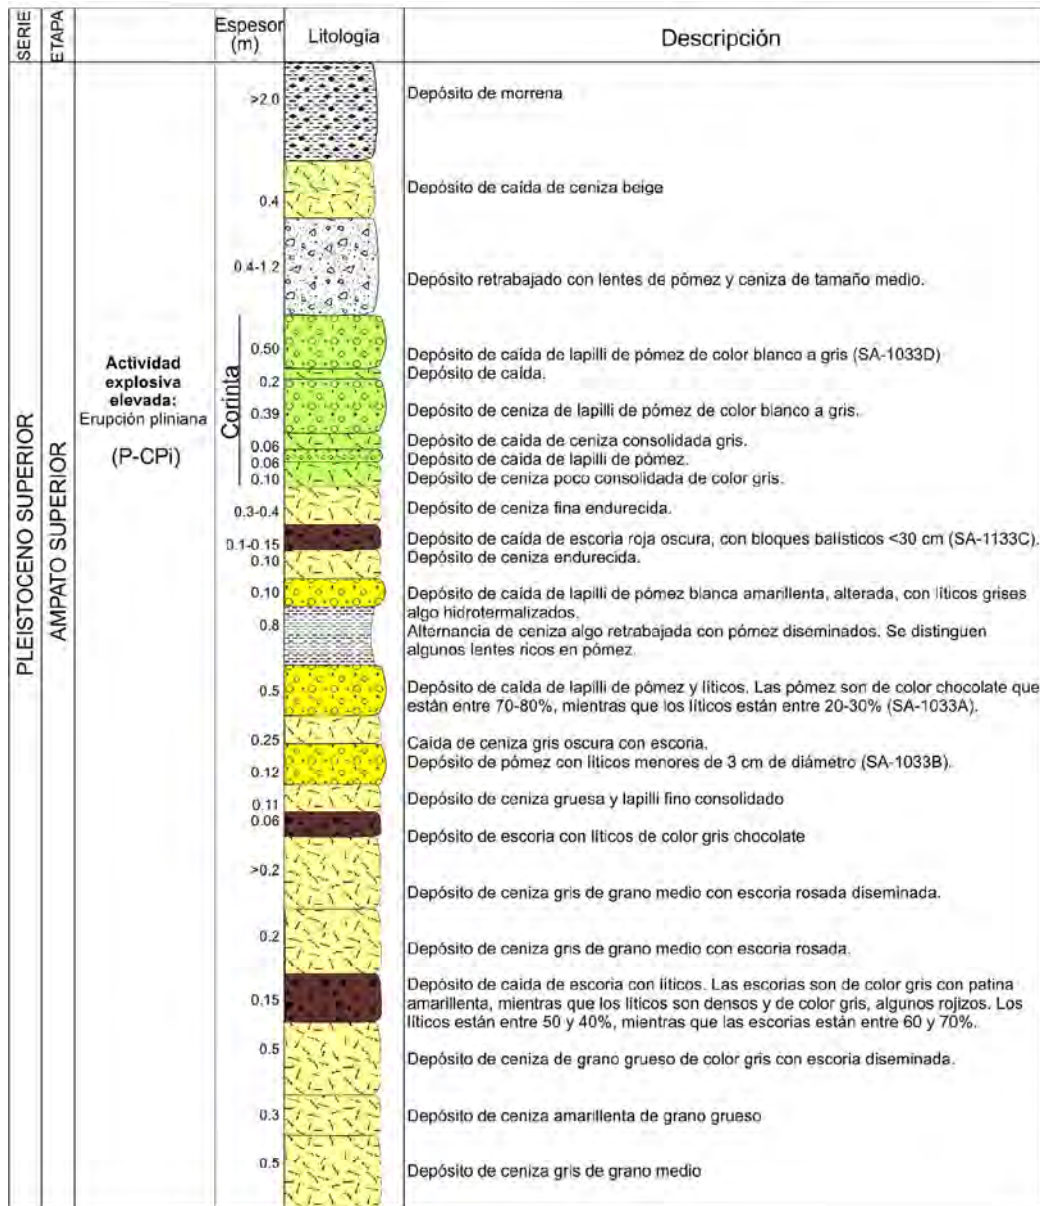 SERIE
ETAPA
Espesor
(m)
Litología
Descripción
PLEISTOCENO SUPERIOR
AMPATO SUPERIOR
Actividad
explosiva
elevada:
Erupción pliniana
(P-CPi)
Corinta
>2.0
Depósito de morrena
0.4
Depósito de caída de ceniza beige
0.4-1.2
Depósito retrabajado con lentes de pómez y ceniza de tamaño medio.
0.50
Depósito de caída de lapilli de pómez de color blanco a gris (SA-1033D)
0.2
Depósito de caída.
0.39
Depósito de ceniza de lapilli de pómez de color blanco a gris.
0.06
Depósito de caída de ceniza consolidada gris.
0.06
Depósito de caída de lapilli de pómez.
0.10
Depósito de ceniza poco consolidada de color gris.
0.3-0.4
Depósito de ceniza fina endurecida.
0.1-0.15
Depósito de caída de escoria roja oscura, con bloques balísticos <30 cm (SA-1133C).
0.10
Depósito de ceniza endurecida.
0.10
Depósito de caída de lapilli de pómez blanca amarillenta, alterada, con líticos grises
algo hidrotermalizados.
0.8
Alternancia de ceniza algo retrabajada con pómez diseminados. Se distinguen
algunos lentes ricos en pómez.
0.5
Depósito de caída de lapilli de pómez y líticos. Las pómez son de color chocolate que
están entre 70-80%, mientras que los líticos están entre 20-30% (SA-1033A).
0.25
Caída de ceniza gris oscura con escoria.
0.12
Depósito de pómez con líticos menores de 3 cm de diámetro (SA-1033B).
0.11
Depósito de ceniza gruesa y lapilli fino consolidado
0.06
Depósito de escoria con líticos de color gris chocolate
>0.2
Depósito de ceniza gris de grano medio con escoria rosada diseminada.
0.2
Depósito de ceniza gris de grano medio con escoria rosada.
0.15
Depósito de caída de escoria con líticos. Las escorias son de color gris con patina
amarillenta, mientras que los líticos son densos y de color gris, algunos rojizos. Los
líticos están entre 50 y 40%, mientras que las escorias están entre 60 y 70%.
0.5
Depósito de ceniza de grano grueso de color gris con escoria diseminada.
0.3
Depósito de ceniza amarillenta de grano grueso
0.5
Depósito de ceniza gris de grano medio